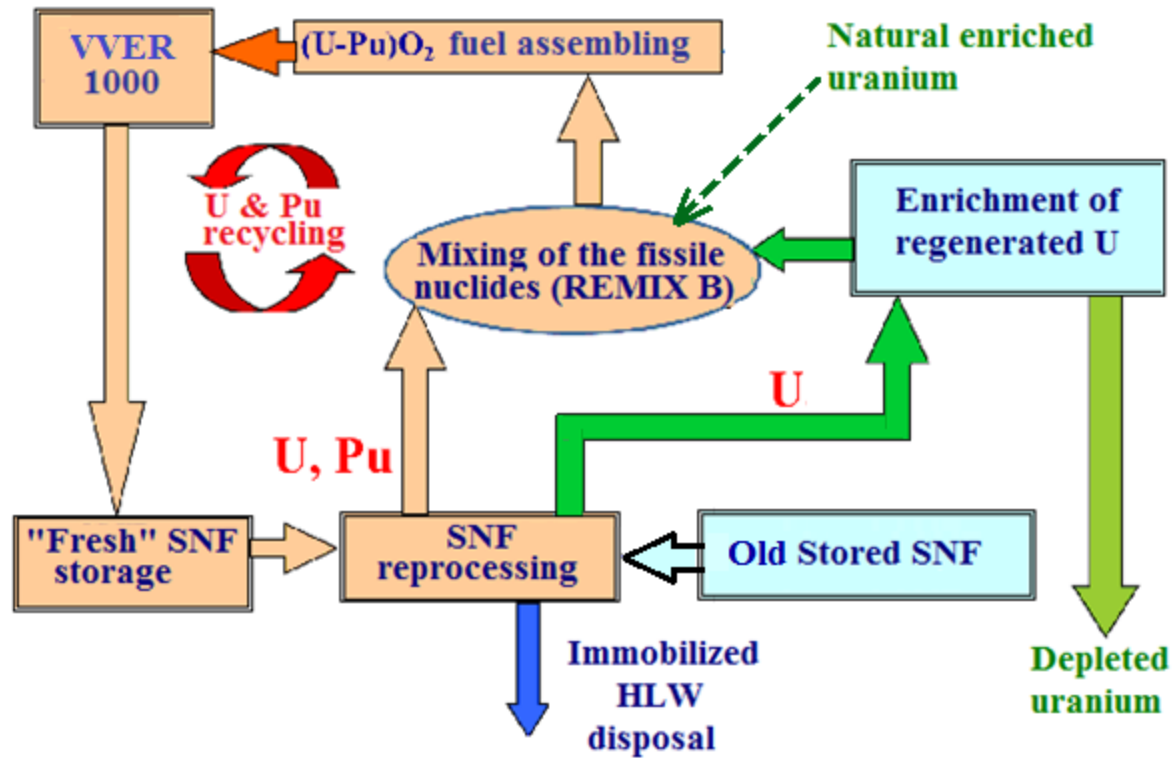 VVER
1000
(U-Pu)O₂ fuel assembling
Natural enriched
uranium
U & Pu
recycling
Enrichment of
regenerated U
Mixing of the fissile
nuclides (REMIX B)
U
U, Pu
"Fresh" SNF
storage
SNF
reprocessing
Old Stored SNF
Immobilized
HLW
disposal
Depleted
uranium